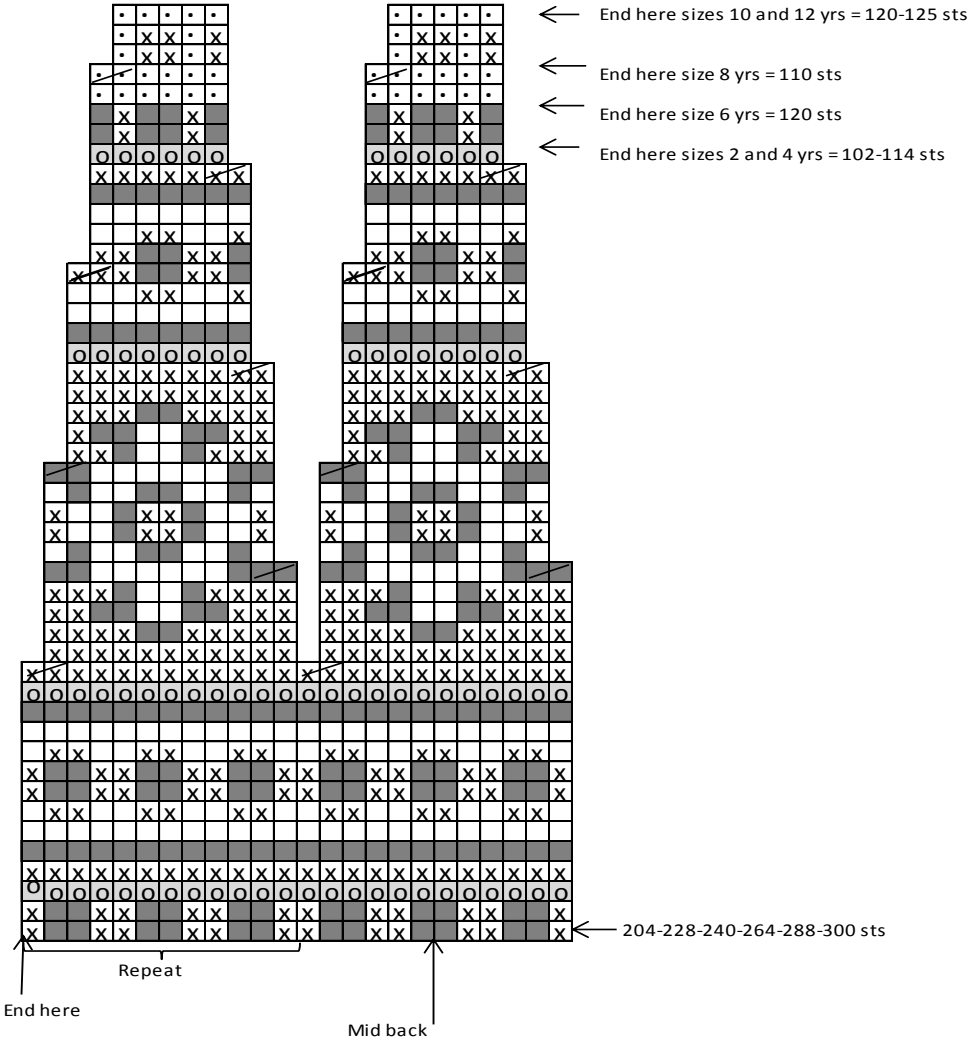 End here sizes 10 and 12 yrs = 120-125 sts
End here size 8 yrs = 110 sts
End here size 6 yrs = 120 sts
End here sizes 2 and 4 yrs = 102-114 sts
204-228-240-264-288-300 sts
Repeat
End here
Mid back